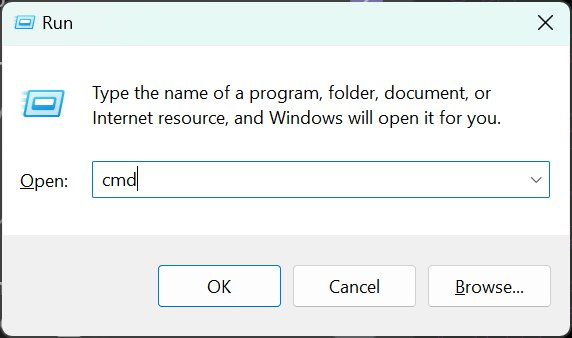 Run
Type the name of a program, folder, document, or
Internet resource, and Windows will open it for you.
Open: cmd
OK Cancel Browse...